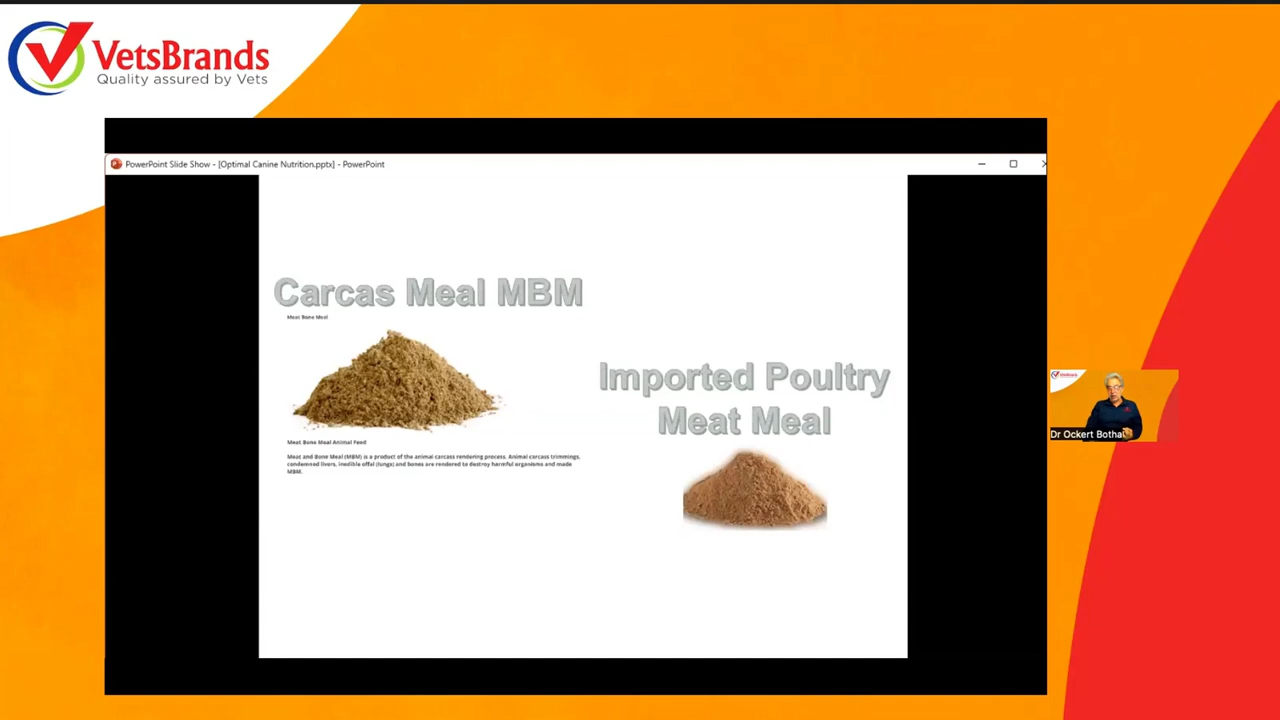 VetsBrands
Quality assured by Vets
PowerPoint Slide Show - [Optimal Canine Nutrition.pptx] - PowerPoint
Carcas Meal MBM
Meat Bone Meal
Imported Poultry
Meat Meal
Meat Bone Meal Animal Feed
Meat and Bone Meal (MBM) is a product of the animal carcass rendering process. Animal carcass trimmings,
condemned livers, inedible offal (lungs) and bones are rendered to destroy harmful organisms and made
MBM.
VetsBrands
Dr Ockert Botha